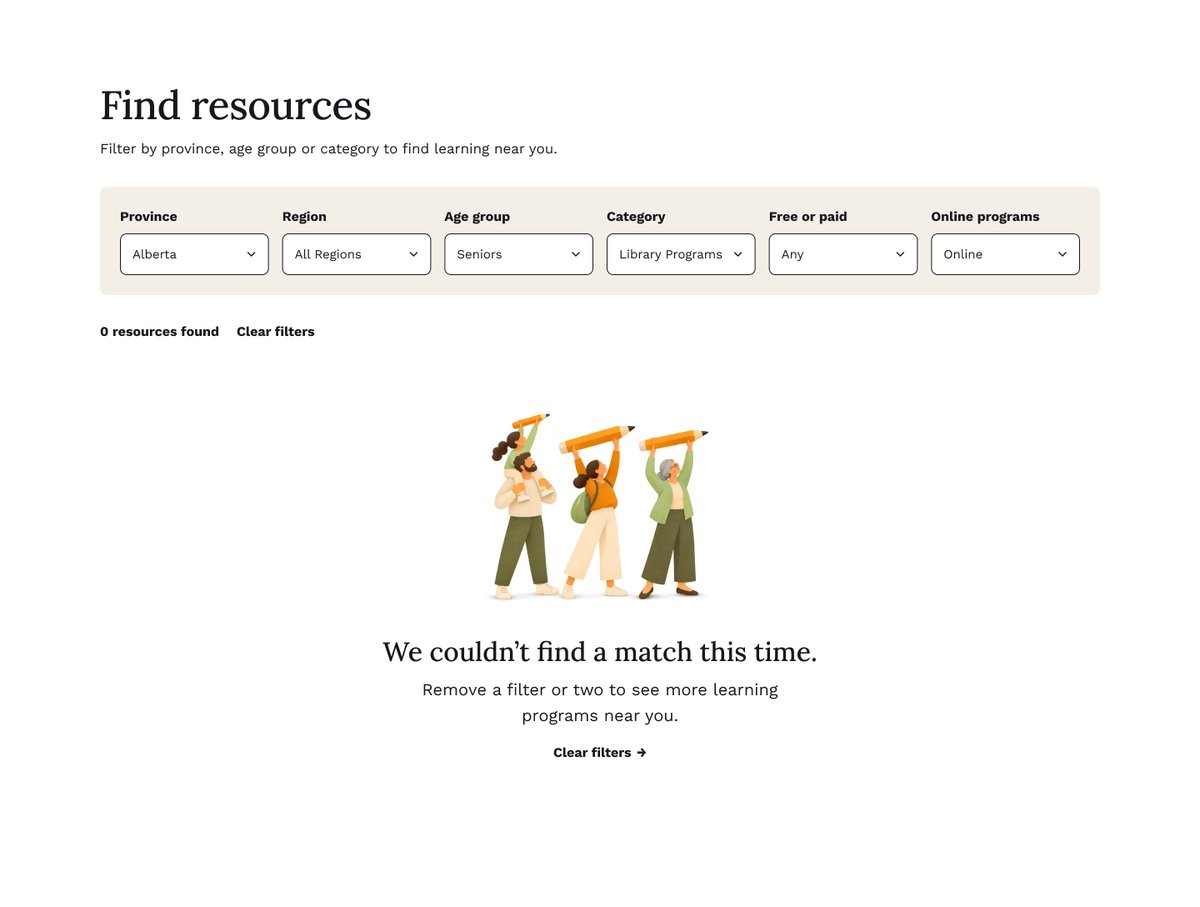 Find resources
Filter by province, age group or category to find learning near you.
Province Region Age group Category Free or paid Online programs
Alberta All Regions Seniors Library Programs Any Online
0 resources found Clear filters
We couldn’t find a match this time.
Remove a filter or two to see more learning
programs near you.
Clear filters →